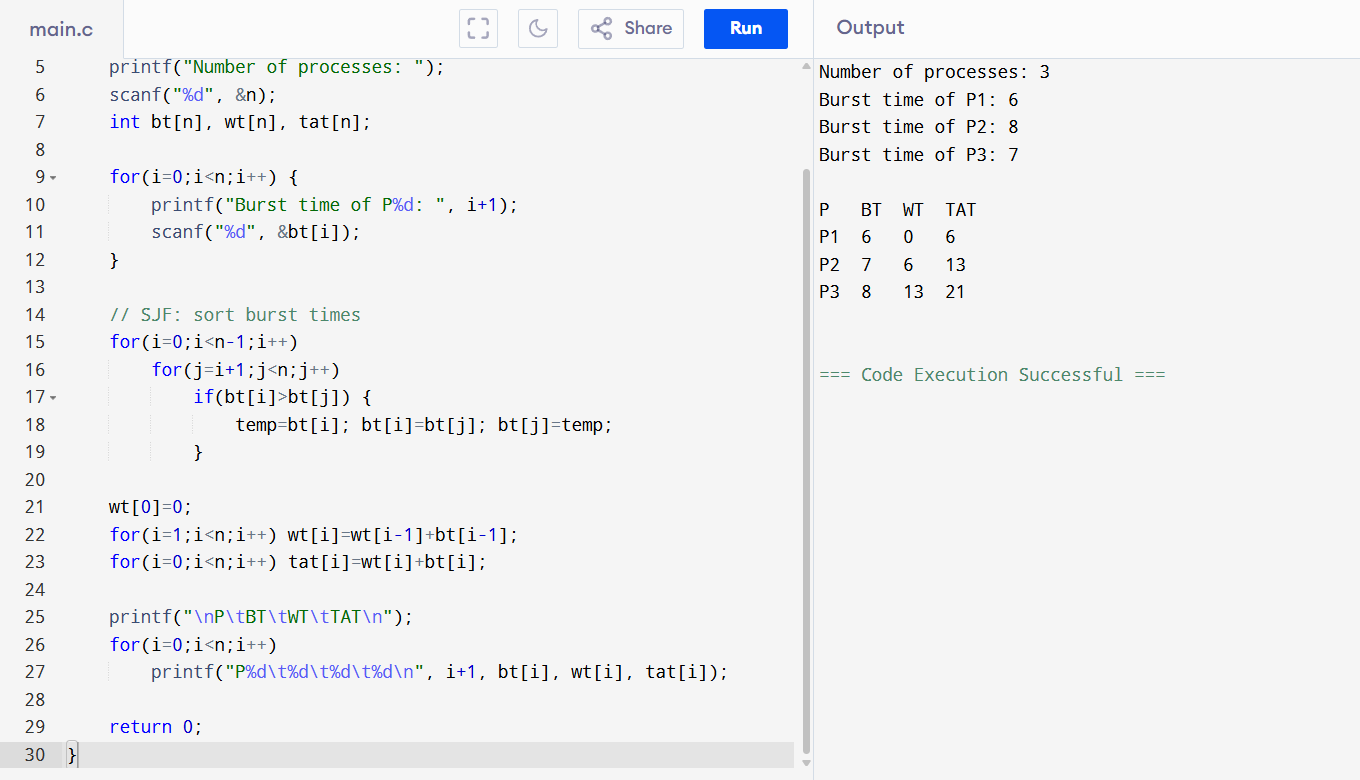 main.c
Share
Run
Output
5 printf("Number of processes: ");
6 scanf("%d", &n);
7 int bt[n], wt[n], tat[n];
8
9 for(i=0;i<n;i++) {
10 printf("Burst time of P%d: ", i+1);
11 scanf("%d", &bt[i]);
12 }
13
14 // SJF: sort burst times
15 for(i=0;i<n-1;i++)
16 for(j=i+1;j<n;j++)
17 if(bt[i]>bt[j]) {
18 temp=bt[i]; bt[i]=bt[j]; bt[j]=temp;
19 }
20
21 wt[0]=0;
22 for(i=1;i<n;i++) wt[i]=wt[i-1]+bt[i-1];
23 for(i=0;i<n;i++) tat[i]=wt[i]+bt[i];
24
25 printf("\nP\tBT\tWT\tTAT\n");
26 for(i=0;i<n;i++)
27 printf("P%d\t%d\t%d\t%d\n", i+1, bt[i], wt[i], tat[i]);
28
29 return 0;
30 }
Number of processes: 3
Burst time of P1: 6
Burst time of P2: 8
Burst time of P3: 7
P BT WT TAT
P1 6 0 6
P2 7 6 13
P3 8 13 21
=== Code Execution Successful ===